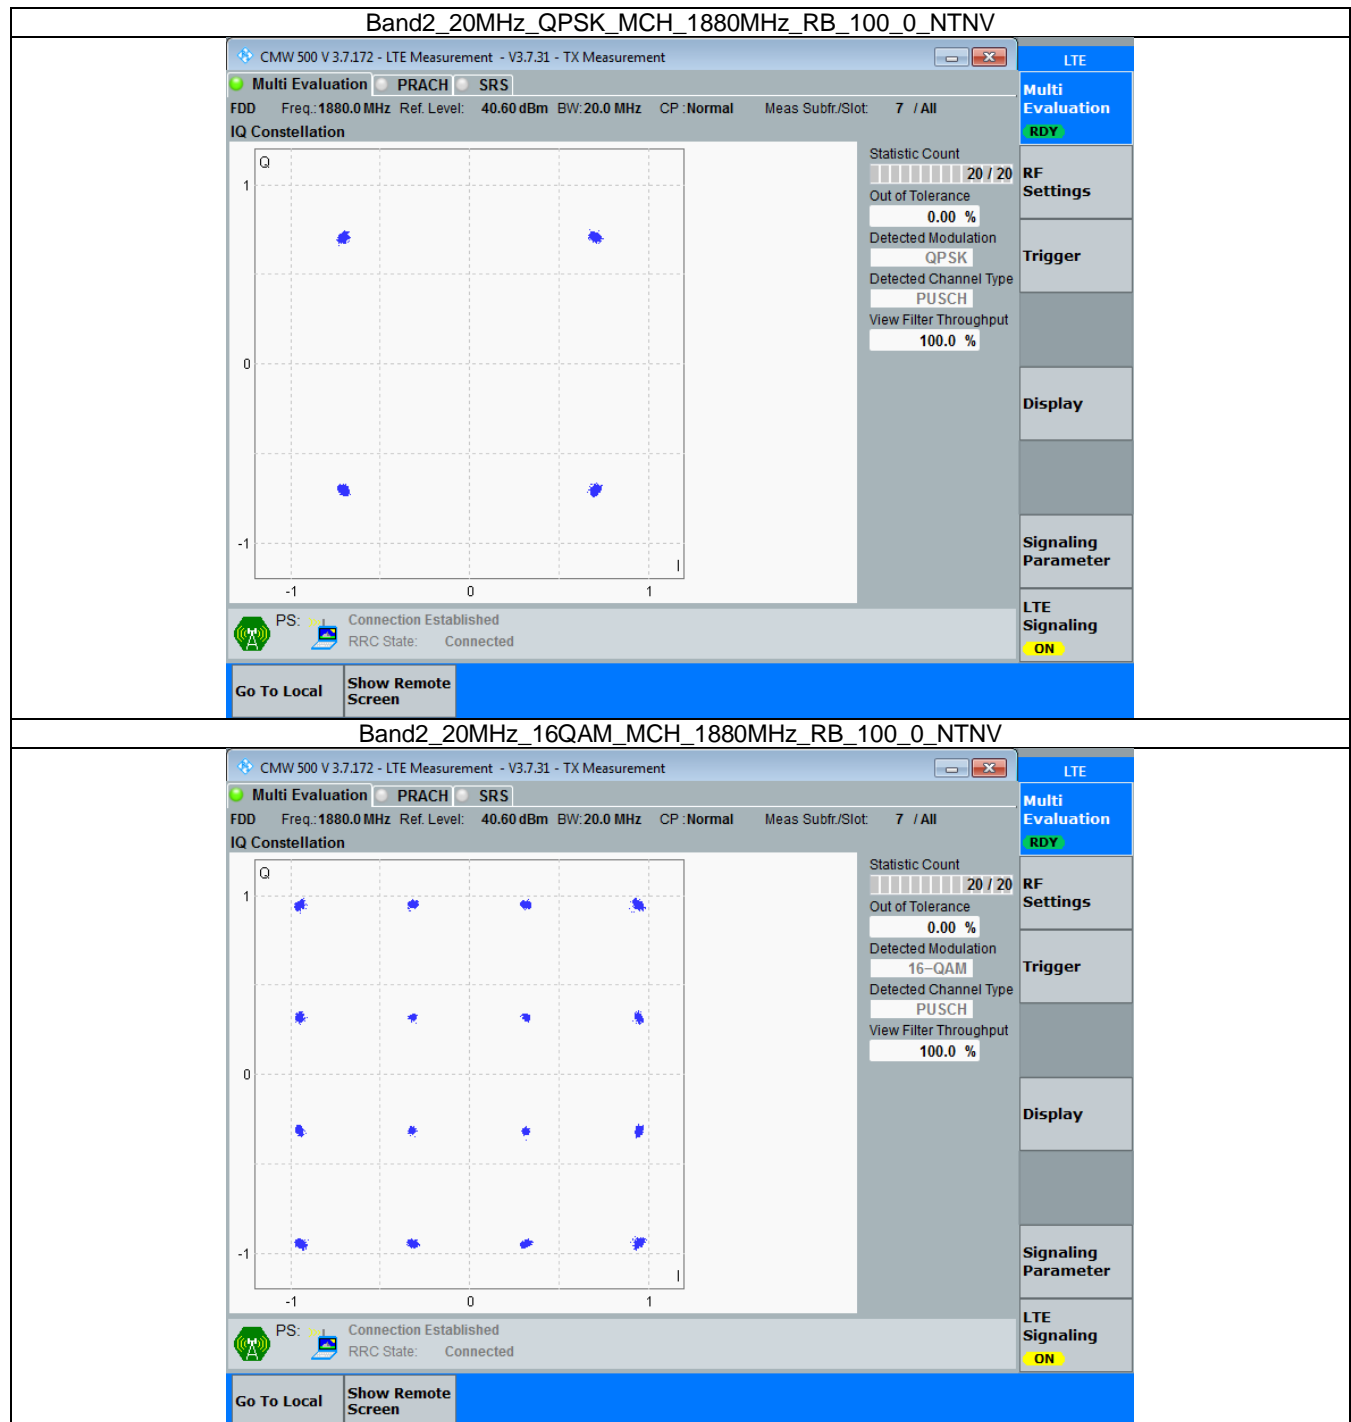 Band2_20MHz_QPSK_MCH_1880MHz_RB_100_0_NTNV
CMW 500 V 3.7.172 - LTE Measurement - V3.7.31 - TX Measurement
LTE
Multi Evaluation PRACH SRS
FDD Freq.: 1880.0 MHz Ref. Level: 40.60 dBm BW: 20.0 MHz CP : Normal Meas Subfr./Slot: 7 / All
IQ Constellation
Multi
Evaluation
RDY
Q
1
0
-1
I
-1 0 1
Statistic Count
20 / 20
Out of Tolerance
0.00 %
Detected Modulation
QPSK
Detected Channel Type
PUSCH
View Filter Throughput
100.0 %
RF
Settings
Trigger
Display
Signaling
Parameter
LTE
Signaling
ON
PS: Connection Established
RRC State: Connected
Go To Local
Show Remote
Screen
Band2_20MHz_16QAM_MCH_1880MHz_RB_100_0_NTNV
CMW 500 V 3.7.172 - LTE Measurement - V3.7.31 - TX Measurement
LTE
Multi Evaluation PRACH SRS
FDD Freq.: 1880.0 MHz Ref. Level: 40.60 dBm BW: 20.0 MHz CP : Normal Meas Subfr./Slot: 7 / All
IQ Constellation
Multi
Evaluation
RDY
Q
1
0
-1
I
-1 0 1
Statistic Count
20 / 20
Out of Tolerance
0.00 %
Detected Modulation
16-QAM
Detected Channel Type
PUSCH
View Filter Throughput
100.0 %
RF
Settings
Trigger
Display
Signaling
Parameter
LTE
Signaling
ON
PS: Connection Established
RRC State: Connected
Go To Local
Show Remote
Screen